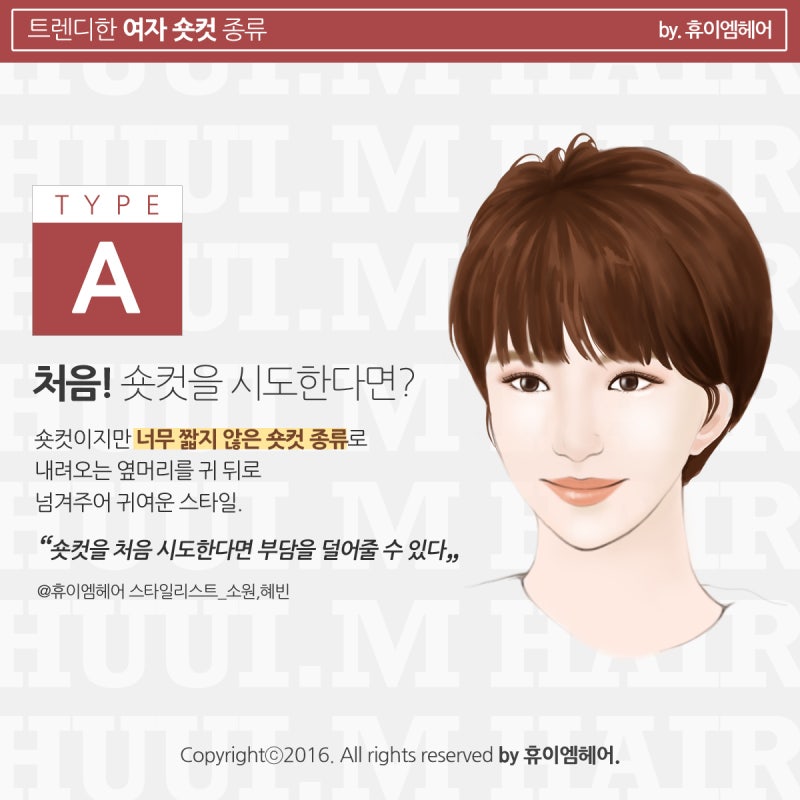 트렌디한 여자 숏컷 종류
by. 휴이엠헤어
HUUI.M HAIR
TYPE
A
처음! 숏컷을 시도한다면?
숏컷이지만 너무 짧지 않은 숏컷 종류로
내려오는 옆머리를 귀 뒤로
넘겨주어 귀여운 스타일.
“숏컷을 처음 시도한다면 부담을 덜어줄 수 있다„
@휴이엠헤어 스타일리스트_소원,혜빈
HUUI.M HAIR
Copyrightⓒ2016. All rights reserved by 휴이엠헤어.